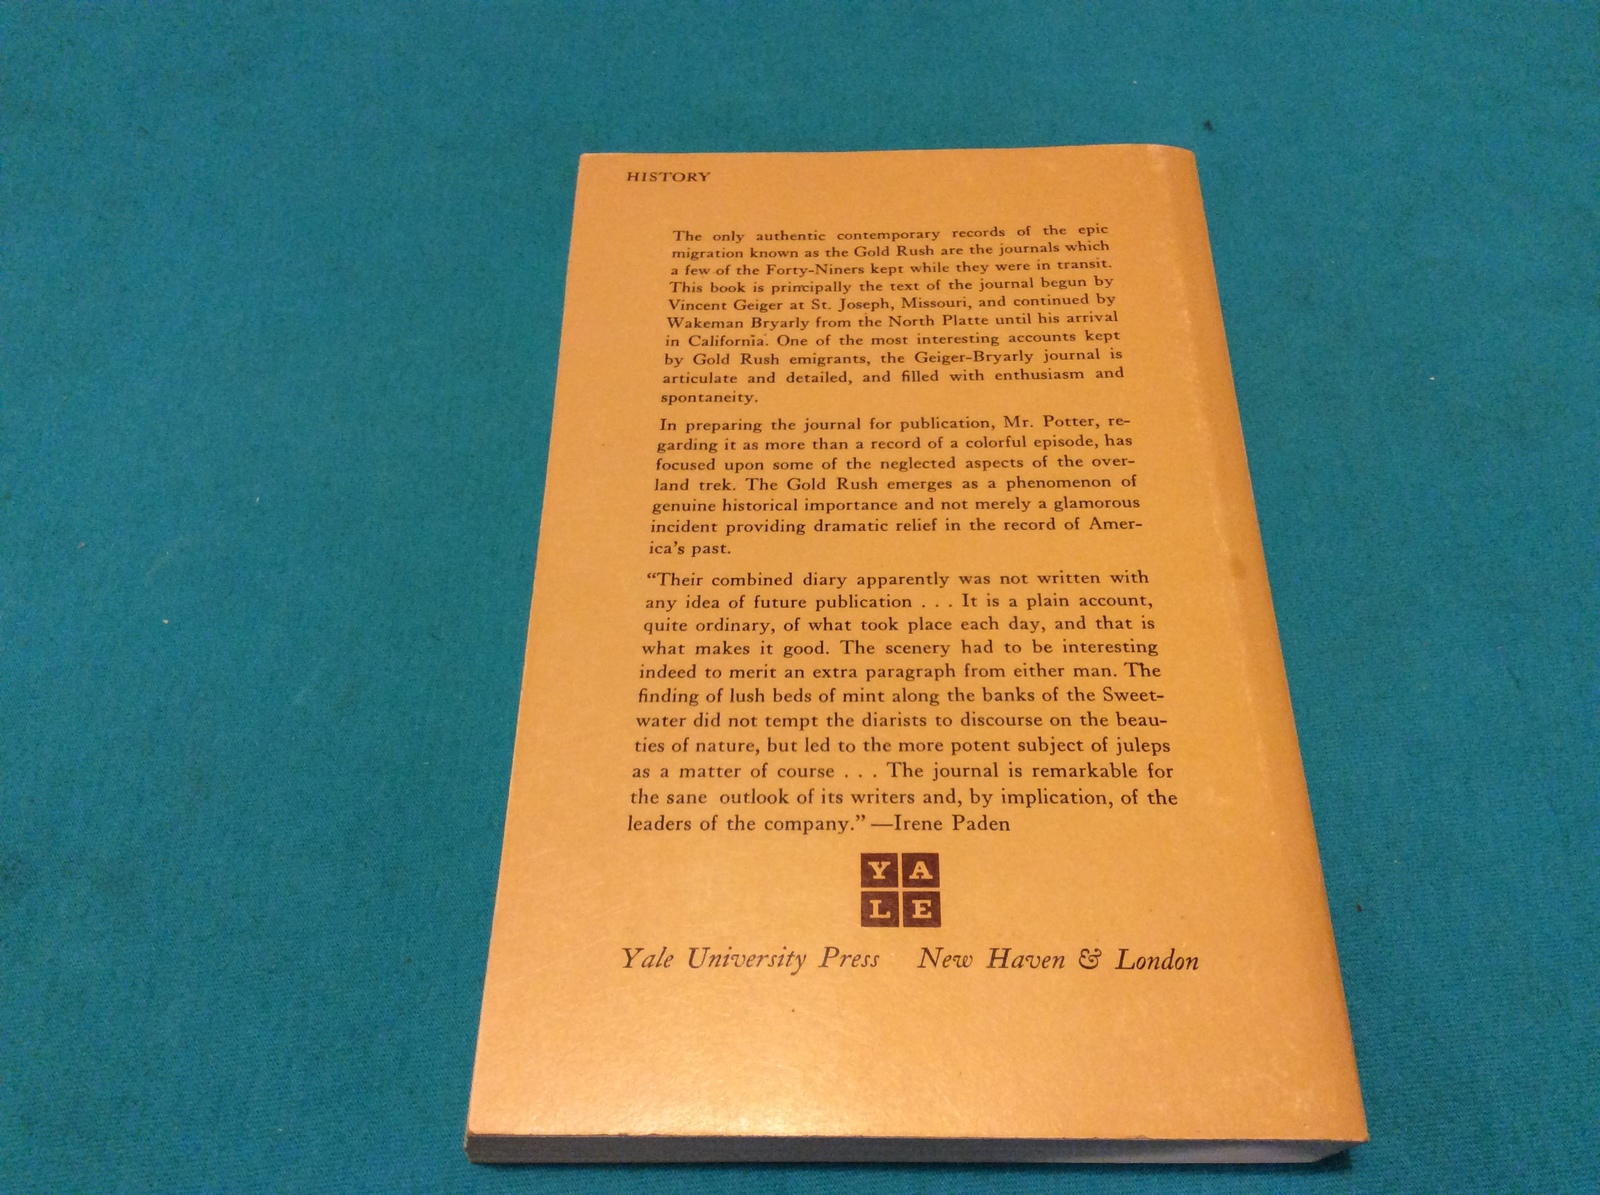 HISTORY
The only authentic contemporary records of the epic
migration known as the Gold Rush are the journals which
a few of the Forty-Niners kept while they were in transit.
This book is principally the text of the journal begun by
Vincent Geiger at St. Joseph, Missouri, and continued by
Wakeman Bryarly from the North Platte until his arrival
in California. One of the most interesting accounts kept
by Gold Rush emigrants, the Geiger-Bryarly journal is
articulate and detailed, and filled with enthusiasm and
spontaneity.
In preparing the journal for publication, Mr. Potter, re-
garding it as more than a record of a colorful episode, has
focused upon some of the neglected aspects of the over-
land trek. The Gold Rush emerges as a phenomenon of
genuine historical importance and not merely a glamorous
incident providing dramatic relief in the record of Amer-
ica's past.
“Their combined diary apparently was not written with
any idea of future publication . . . It is a plain account,
quite ordinary, of what took place each day, and that is
what makes it good. The scenery had to be interesting
indeed to merit an extra paragraph from either man. The
finding of lush beds of mint along the banks of the Sweet-
water did not tempt the diarists to discourse on the beau-
ties of nature, but led to the more potent subject of juleps
as a matter of course . . . The journal is remarkable for
the sane outlook of its writers and, by implication, of the
leaders of the company.” —Irene Paden
YA
LE
Yale University Press New Haven & London